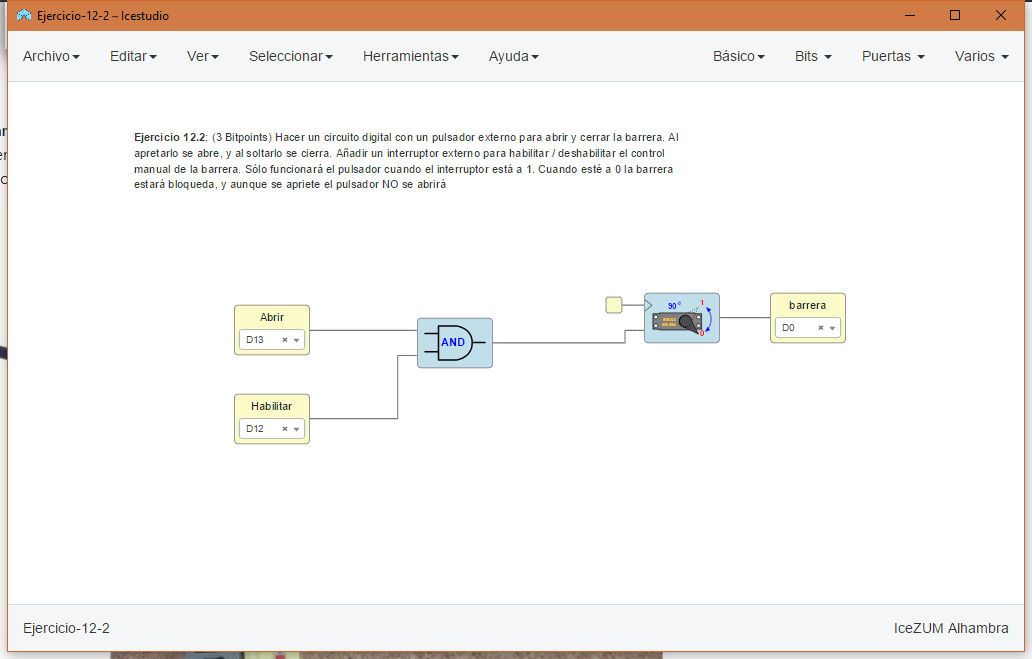 Ejercicio-12-2 – Icestudio
Archivo Editar Ver Seleccionar Herramientas Ayuda Básico Bits Puertas Varios
Ejercicio 12.2: (3 Bitpoints) Hacer un circuito digital con un pulsador externo para abrir y cerrar la barrera. Al
apretarlo se abre, y al soltarlo se cierra. Añadir un interruptor externo para habilitar / deshabilitar el control
manual de la barrera. Sólo funcionará el pulsador cuando el interruptor está a 1. Cuando esté a 0 la barrera
estará bloqueda, y aunque se apriete el pulsador NO se abrirá
Abrir
D13
Habilitar
D12
AND
90º
1
0
barrera
D0
Ejercicio-12-2
IceZUM Alhambra